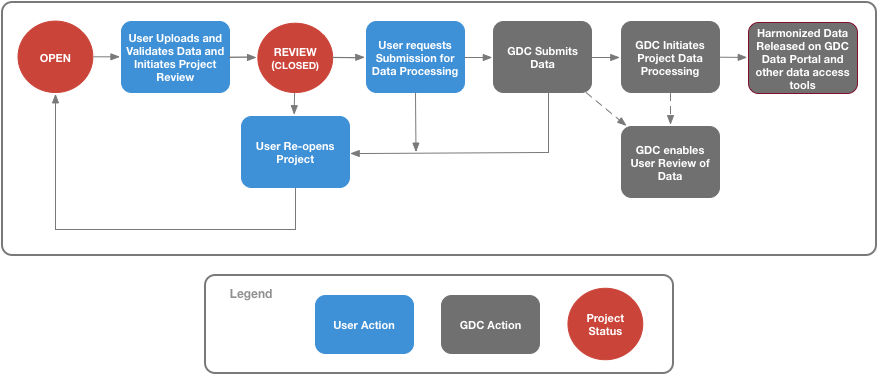 OPEN
User Uploads and
Validates Data and
Initiates Project
Review
REVIEW
(CLOSED)
User requests
Submission for
Data Processing
GDC Submits
Data
GDC Initiates
Project Data
Processing
Harmonized Data
Released on GDC
Data Portal and
other data access
tools
User Re-opens
Project
GDC enables
User Review of
Data
Legend
User Action
GDC Action
Project
Status